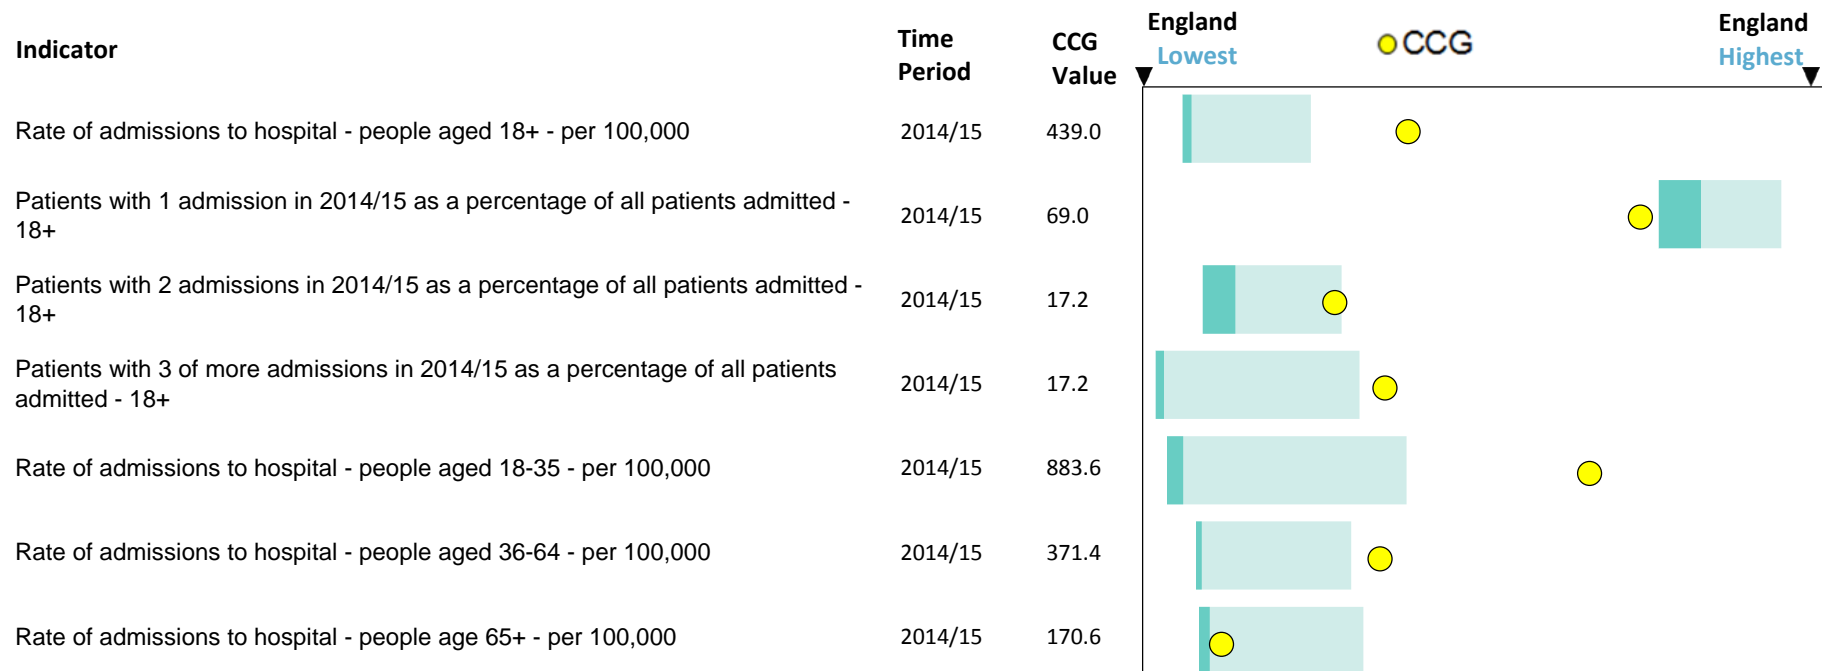 Indicator
Time
Period
CCG
Value
England
Lowest
CCG
England
Highest
Rate of admissions to hospital - people aged 18+ - per 100,000 2014/15 439.0
Patients with 1 admission in 2014/15 as a percentage of all patients admitted -
18+
2014/15 69.0
Patients with 2 admissions in 2014/15 as a percentage of all patients admitted -
18+
2014/15 17.2
Patients with 3 of more admissions in 2014/15 as a percentage of all patients
admitted - 18+
2014/15 17.2
Rate of admissions to hospital - people aged 18-35 - per 100,000 2014/15 883.6
Rate of admissions to hospital - people aged 36-64 - per 100,000 2014/15 371.4
Rate of admissions to hospital - people age 65+ - per 100,000 2014/15 170.6